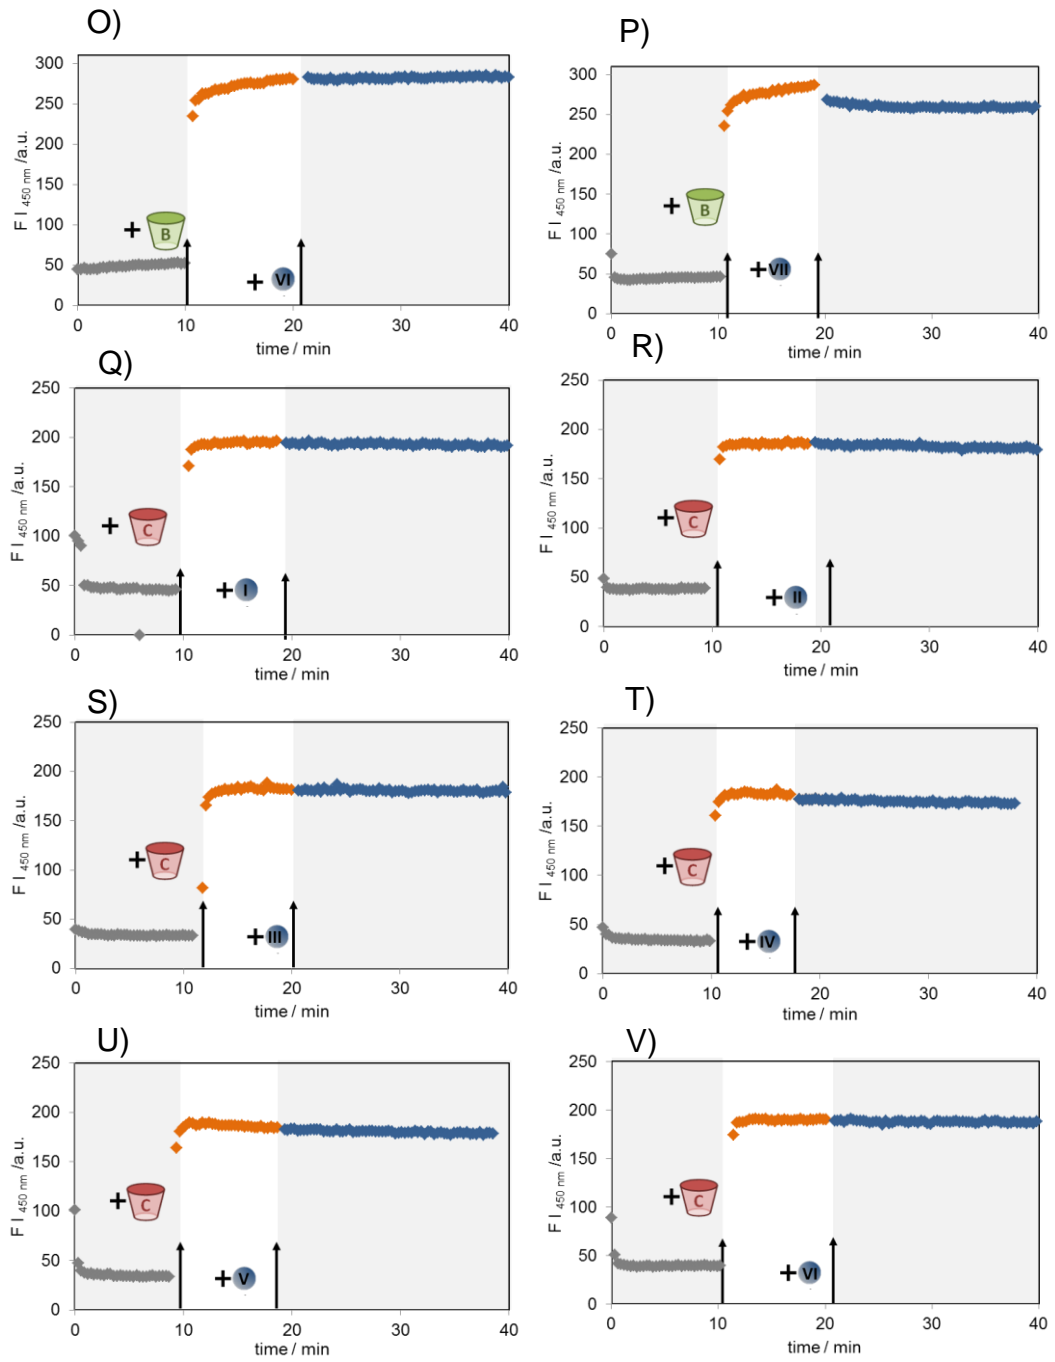 O)
F I 450 nm /a.u.
300
250
200
150
100
50
0
+ B
+ VI
0 10 20 30 40
time / min
P)
F I 450 nm /a.u.
300
250
200
150
100
50
0
+ B
+ VII
0 10 20 30 40
time / min
Q)
F I 450 nm /a.u.
250
200
150
100
50
0
+ C
+ I
0 10 20 30 40
time / min
R)
F I 450 nm /a.u.
250
200
150
100
50
0
+ C
+ II
0 10 20 30 40
time / min
S)
F I 450 nm /a.u.
250
200
150
100
50
0
+ C
+ III
0 10 20 30 40
time / min
T)
F I 450 nm /a.u.
250
200
150
100
50
0
+ C
+ IV
0 10 20 30 40
time / min
U)
F I 450 nm /a.u.
250
200
150
100
50
0
+ C
+ V
0 10 20 30 40
time / min
V)
F I 450 nm /a.u.
250
200
150
100
50
0
+ C
+ VI
0 10 20 30 40
time / min